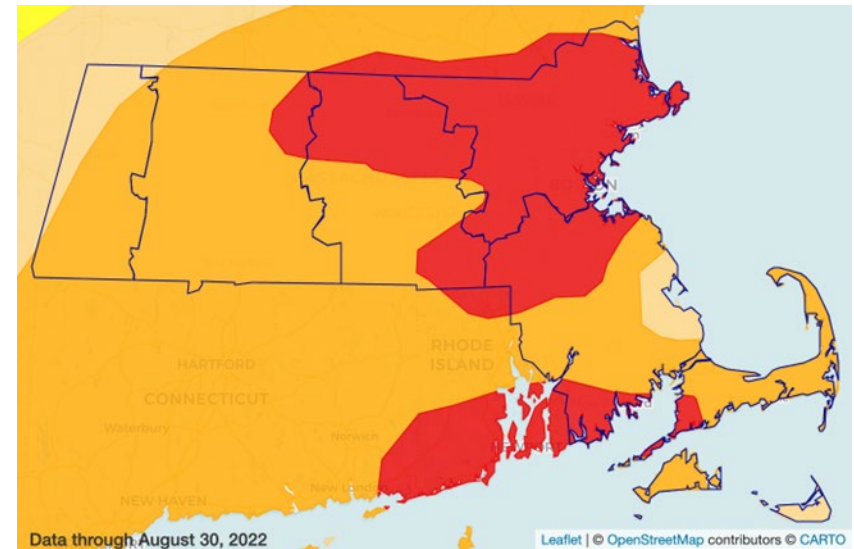 RHODE
ISLAND
HARTFORD
CONNECTICUT
Waterbury
Norwich
NEW HAVEN
New London
Data through August 30, 2022
Leaflet | © OpenStreetMap contributors © CARTO